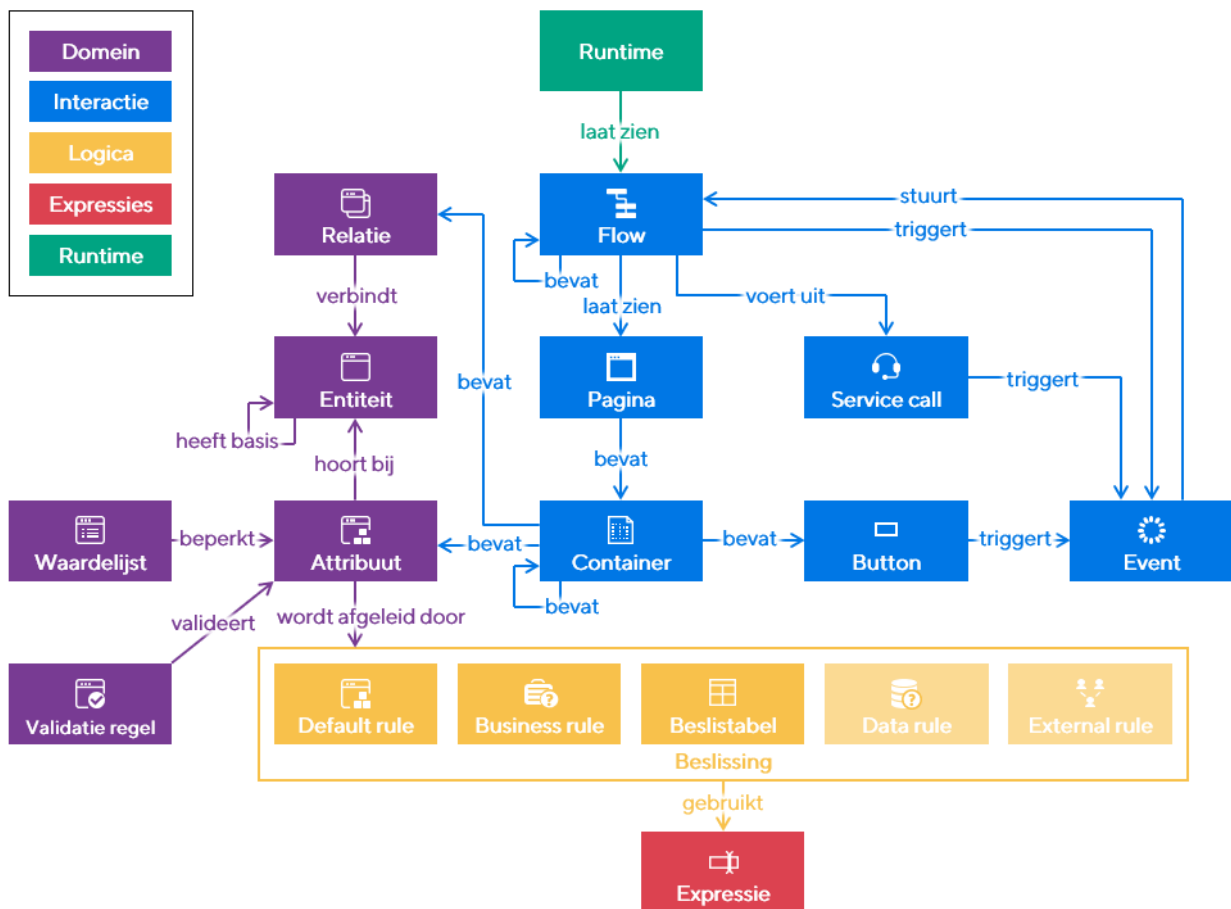 Domein
Interactie
Logica
Expressies
Runtime
Runtime
laat zien
Relatie
Flow
stuurt
triggert
bevat
verbindt
laat zien
voert uit
bevat
Entiteit
Pagina
Service call
triggert
heeft basis
hoort bij
bevat
Waardelijst
beperkt
Attribuut
bevat
Container
bevat
Button
triggert
Event
bevat
valideert
wordt afgeleid door
Validatie regel
Default rule
Business rule
Beslistabel
Data rule
External rule
Beslissing
gebruikt
Expressie